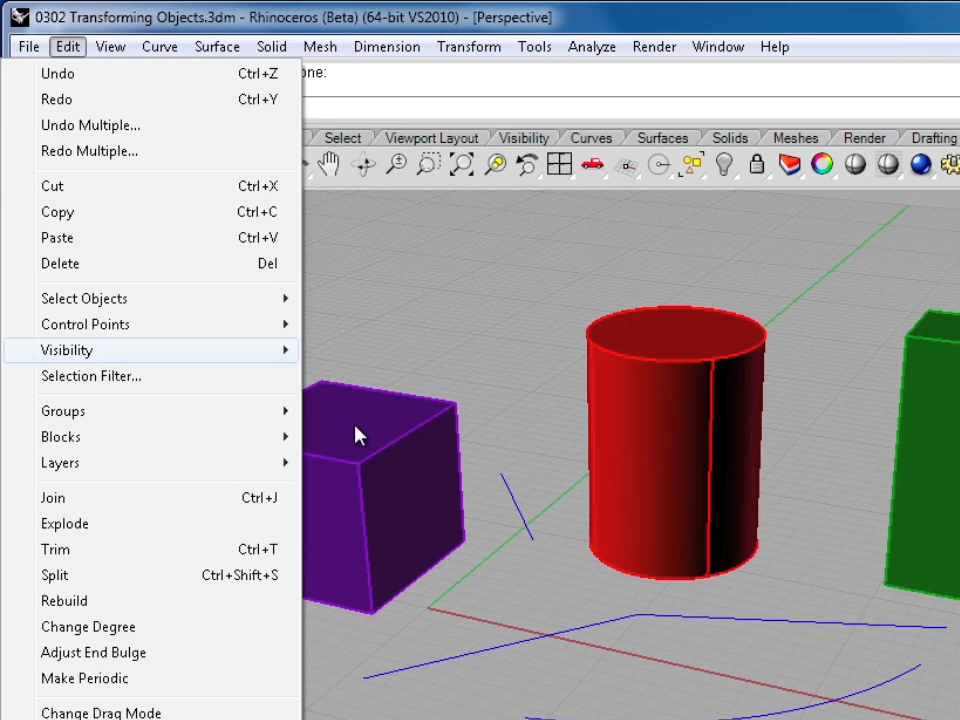 0302 Transforming Objects.3dm - Rhinoceros (Beta) (64-bit VS2010) - [Perspective]
File Edit View Curve Surface Solid Mesh Dimension Transform Tools Analyze Render Window Help
one:
Select Viewport Layout Visibility Curves Surfaces Solids Meshes Render Drafting
Undo Ctrl+Z
Redo Ctrl+Y
Undo Multiple...
Redo Multiple...
Cut Ctrl+X
Copy Ctrl+C
Paste Ctrl+V
Delete Del
Select Objects
Control Points
Visibility
Selection Filter...
Groups
Blocks
Layers
Join Ctrl+J
Explode
Trim Ctrl+T
Split Ctrl+Shift+S
Rebuild
Change Degree
Adjust End Bulge
Make Periodic
Change Drag Mode